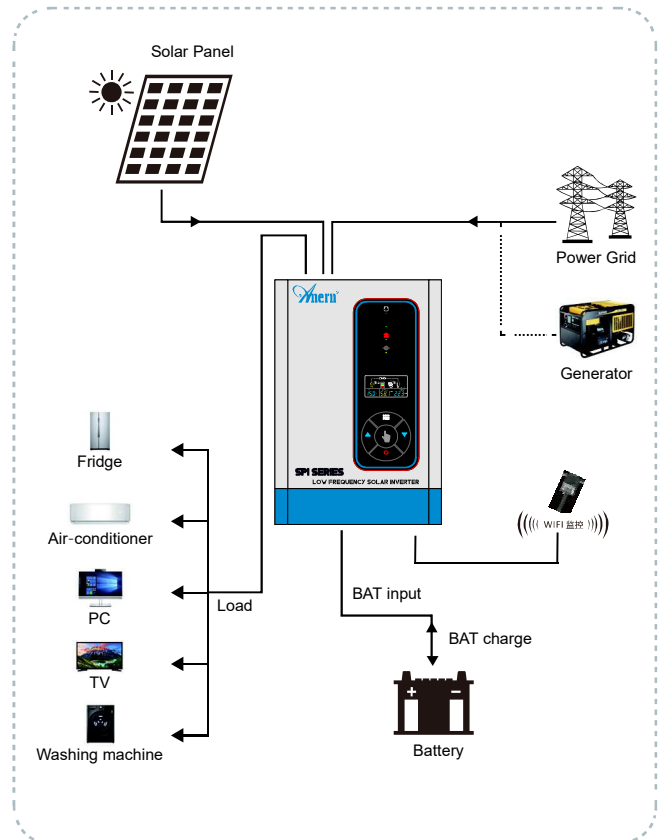 Solar Panel
Power Grid
Generator
Aneru
SPI SERIES
LOW FREQUENCY SOLAR INVERTER
Fridge
Air-conditioner
WIFI 监控
BAT input
Load
PC
BAT charge
TV
Battery
Washing machine